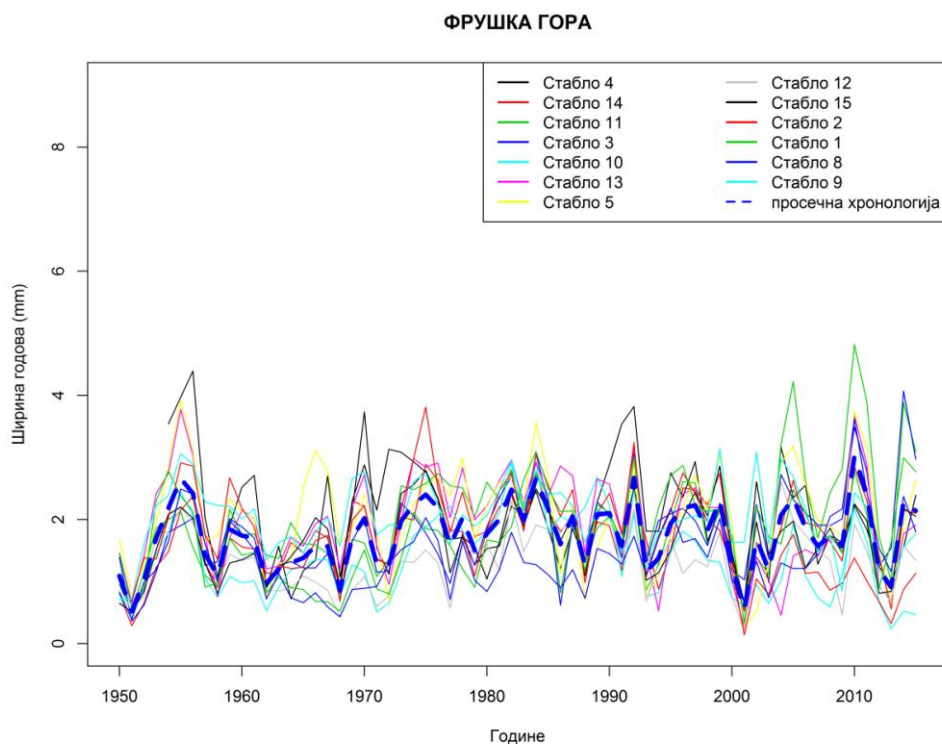 ФРУШКА ГОРА
Стабло 4
Стабло 14
Стабло 11
Стабло 3
Стабло 10
Стабло 13
Стабло 5
Стабло 12
Стабло 15
Стабло 2
Стабло 1
Стабло 8
Стабло 9
просечна хронологија
Ширина годова (mm)
8
6
4
2
0
1950 1960 1970 1980 1990 2000 2010
Године